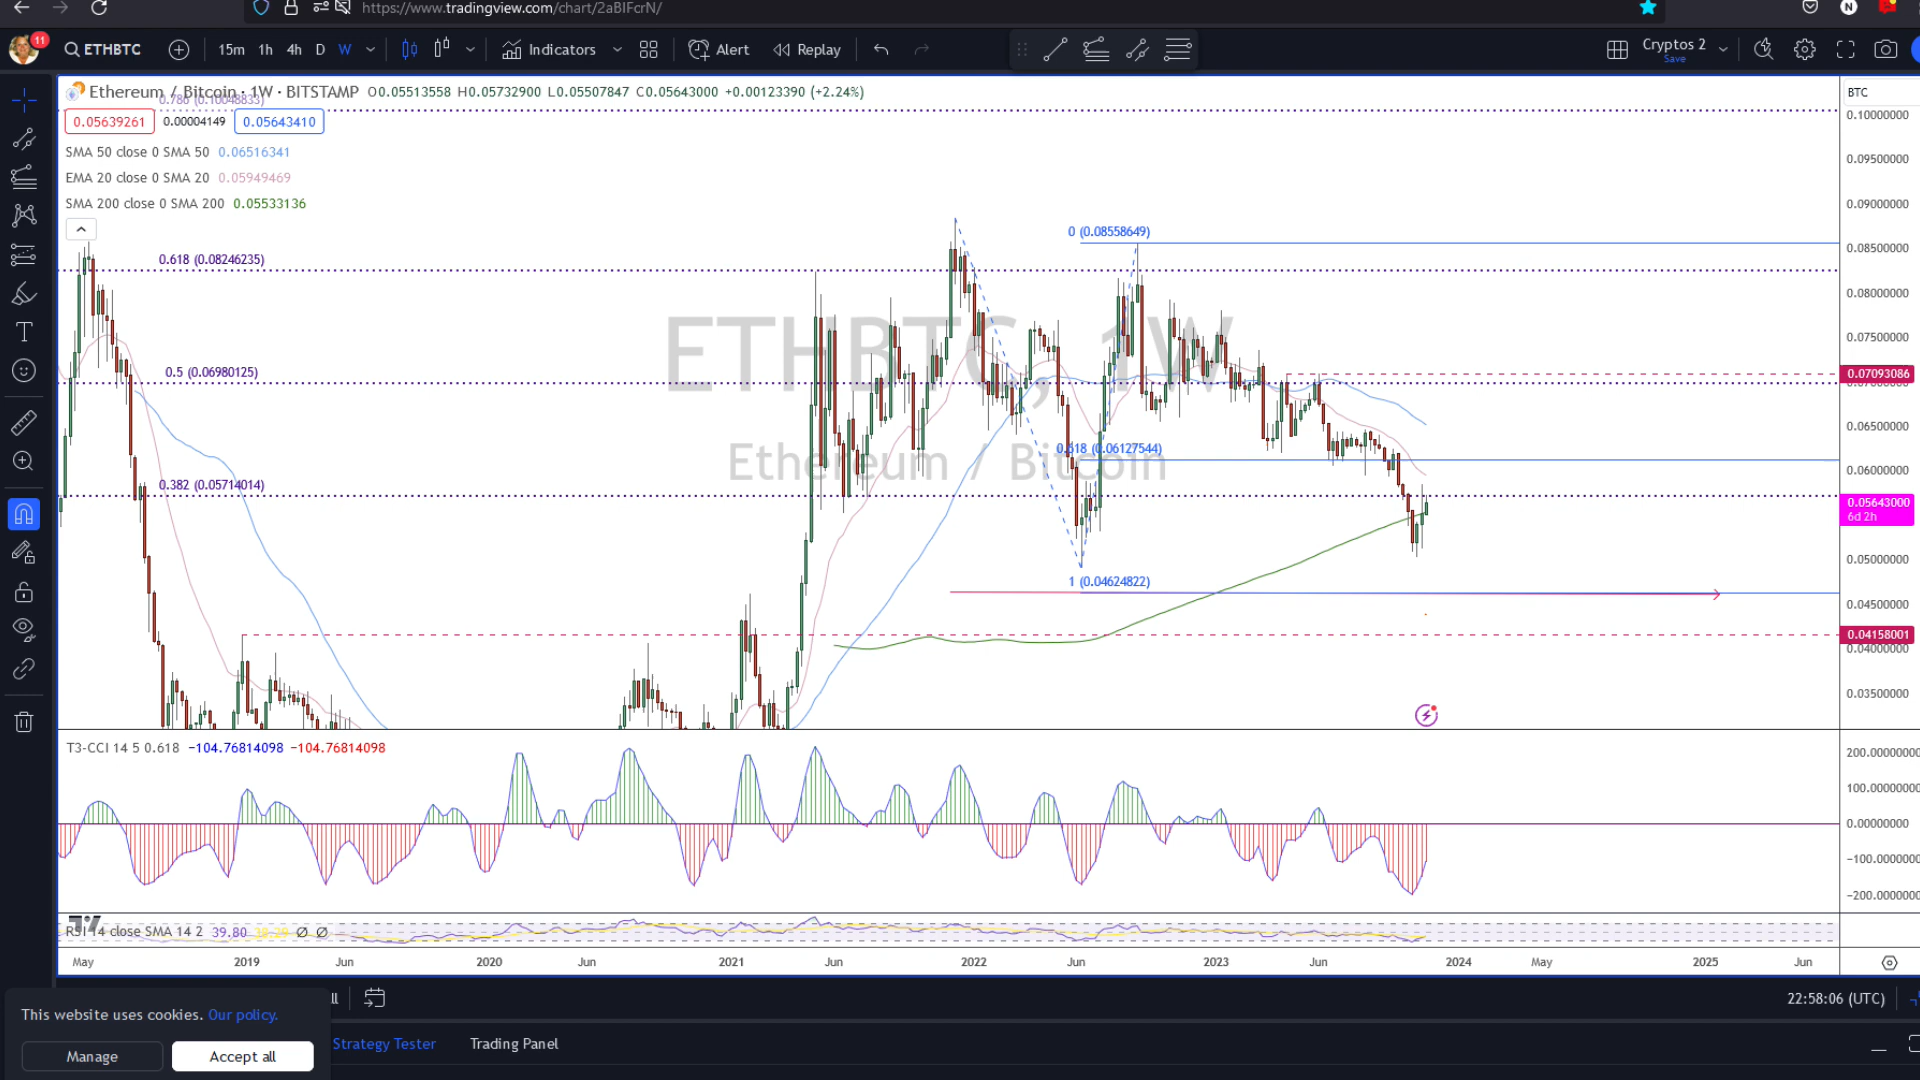 https://www.tradingview.com/chart/2aBIFcrN/
N
11
ETHBTC
15m 1h 4h D W
Indicators
Alert
Replay
Cryptos 2
Save
Ethereum / Bitcoin · 1W · BITSTAMP O0.05513558 H0.05732900 L0.05507847 C0.05643000 +0.00123390 (+2.24%)
0.786 (0.10048833)
0.05639261 0.00004149 0.05643410
SMA 50 close 0 SMA 50 0.06516341
EMA 20 close 0 SMA 20 0.05949469
SMA 200 close 0 SMA 200 0.05533136
ETHBTC, 1W
Ethereum / Bitcoin
0 (0.08558649)
0.618 (0.08246235)
0.5 (0.06980125)
0.618 (0.06127544)
0.382 (0.05714014)
1 (0.04624822)
BTC
0.10000000
0.09500000
0.09000000
0.08500000
0.08000000
0.07500000
0.07093086
0.07000000
0.06500000
0.06000000
0.05643000
6d 2h
0.05000000
0.04500000
0.04158001
0.04000000
0.03500000
T3-CCI 14 5 0.618 −104.76814098 −104.76814098
200.00000000
100.00000000
0.00000000
−100.0000000
−200.0000000
RSI 14 close SMA 14 2 39.80 Ø Ø
May 2019 Jun 2020 Jun 2021 Jun 2022 Jun 2023 Jun 2024 May 2025 Jun
22:58:06 (UTC)
This website uses cookies. Our policy.
Manage Accept all
Strategy Tester Trading Panel